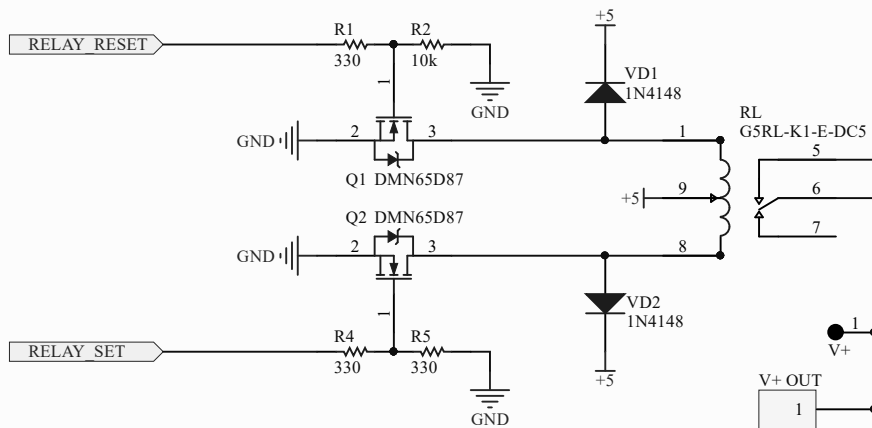 +5
RELAY_RESET
R1
330
R2
10k
1
GND
VD1
1N4148
RL
G5RL-K1-E-DC5
GND
2
3
1
5
Q1 DMN65D87
+5
9
6
Q2 DMN65D87
7
GND
2
3
8
1
VD2
1N4148
1
V+
RELAY_SET
R4
330
R5
330
+5
GND
V+ OUT
1